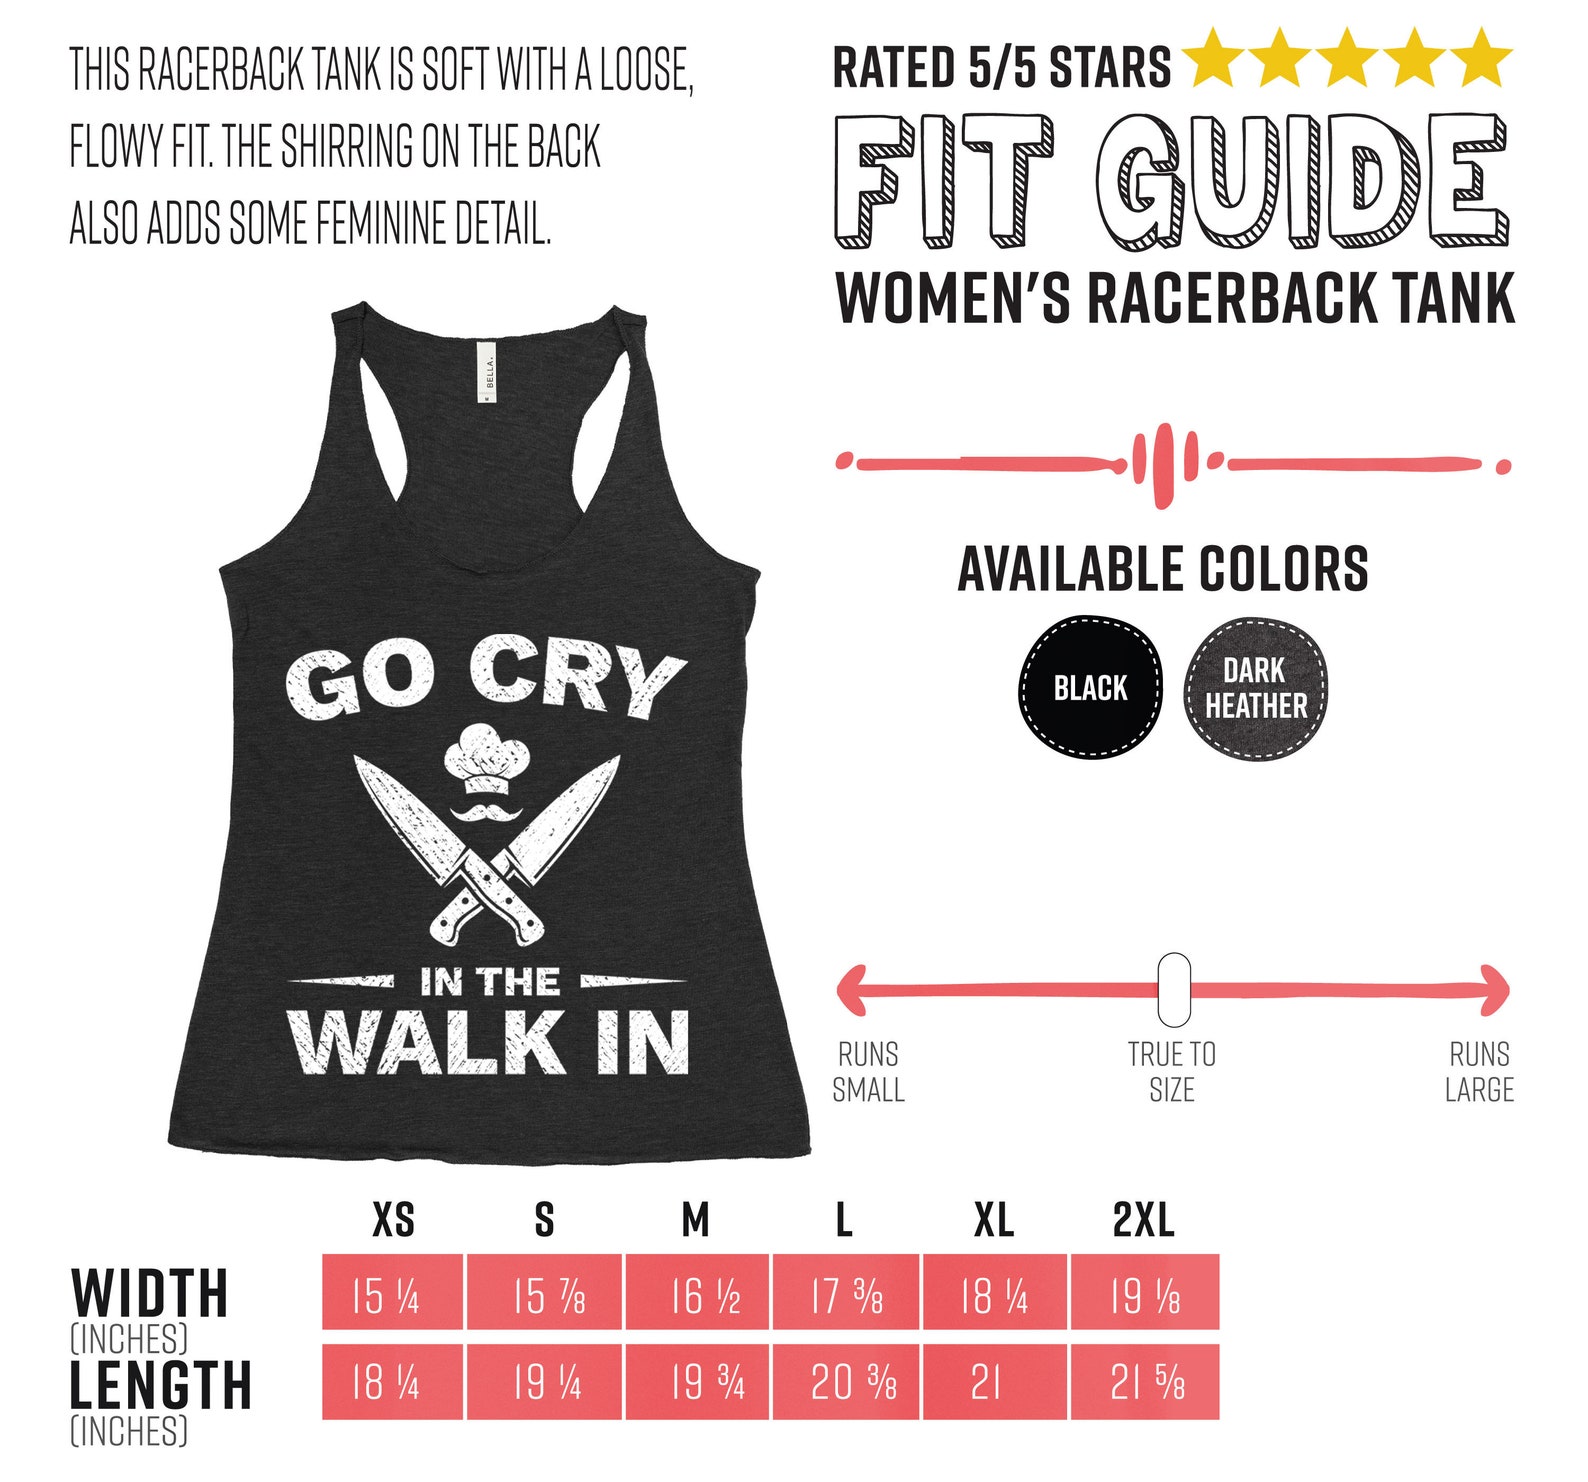 THIS RACERBACK TANK IS SOFT WITH A LOOSE,
FLOWY FIT. THE SHIRRING ON THE BACK
ALSO ADDS SOME FEMININE DETAIL.
RATED 5/5 STARS
FIT GUIDE
WOMEN'S RACERBACK TANK
BELLA.
M
GO CRY
IN THE
WALK IN
AVAILABLE COLORS
BLACK
DARK
HEATHER
RUNS
SMALL
TRUE TO
SIZE
RUNS
LARGE
XS S M L XL 2XL
WIDTH 15 ¼ 15 ⅞ 16 ½ 17 ⅜ 18 ¼ 19 ⅛
(INCHES)
LENGTH 18 ¼ 19 ¼ 19 ¾ 20 ⅜ 21 21 ⅝
(INCHES)